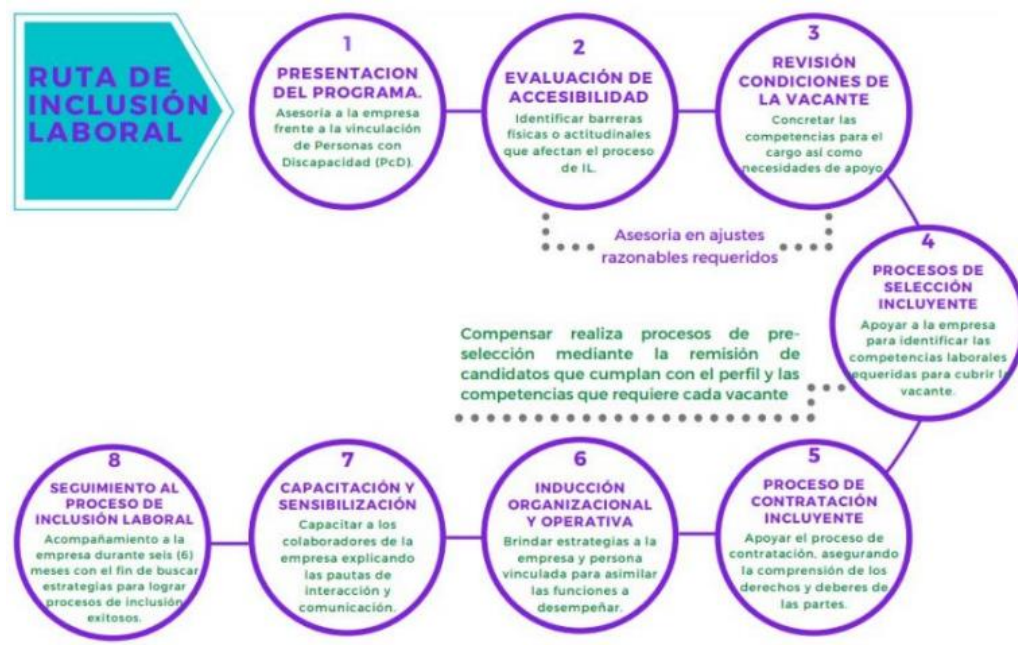 RUTA DE
INCLUSIÓN
LABORAL
1
PRESENTACION
DEL PROGRAMA.
Asesoria a la empresa
frente a la vinculación
de Personas con
Discapacidad (PcD).
2
EVALUACIÓN DE
ACCESIBILIDAD
Identificar barreras
físicas o actitudinales
que afectan el proceso
de IL.
3
REVISIÓN
CONDICIONES DE
LA VACANTE
Concretar las
competencias para el
cargo así como
necesidades de apoyo
Asesoria en ajustes
razonables requeridos
4
PROCESOS DE
SELECCIÓN
INCLUYENTE
Apoyar a la empresa
para identificar las
competencias laborales
equeridas para cubrir la
vacante.
Compensar realiza procesos de pre-
selección mediante la remisión de
candidatos que cumplan con el perfil y las
competencias que requiere cada vacante
5
PROCESO DE
CONTRATACIÓN
INCLUYENTE
Apoyar el proceso de
contratación, asegurando
la comprensión de los
derechos y deberes de
las partes.
6
INDUCCIÓN
ORGANIZACIONAL
Y OPERATIVA
Brindar estrategias a la
empresa y persona
vinculada para asimilar
las funciones a
desempeñar.
7
CAPACITACIÓN Y
SENSIBILIZACIÓN
Capacitar a los
colaboradores de la
empresa explicando
las pautas de
interacción y
comunicación.
8
SEGUIMIENTO AL
PROCESO DE
INCLUSIÓN LABORAL
Acompañamiento a la
empresa durante seis (6)
meses con el fin de buscar
estrategias para lograr
procesos de inclusión
exitosos.